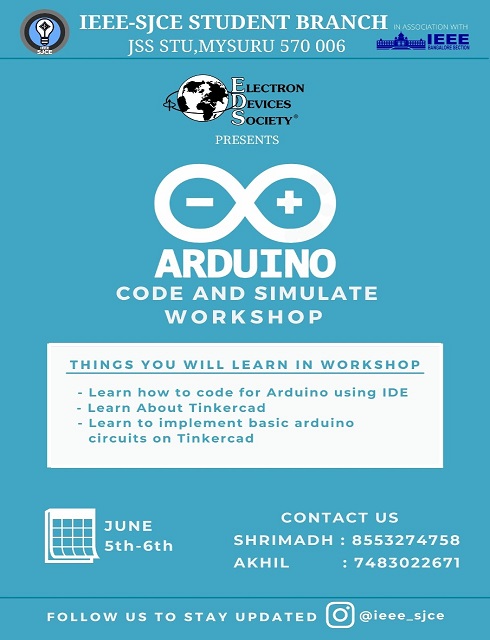 IEEE-SJCE STUDENT BRANCH
JSS STU,MYSURU 570 006
IEEE
SJCE
IN ASSOCIATION WITH
IEEE
BANGALORE SECTION
ELECTRON
DEVICES
SOCIETY®
PRESENTS
ARDUINO
CODE AND SIMULATE
WORKSHOP
THINGS YOU WILL LEARN IN WORKSHOP
- Learn how to code for Arduino using IDE
- Learn About Tinkercad
- Learn to implement basic arduino
circuits on Tinkercad
JUNE
5th-6th
CONTACT US
SHRIMADH : 8553274758
AKHIL : 7483022671
FOLLOW US TO STAY UPDATED @ieee_sjce